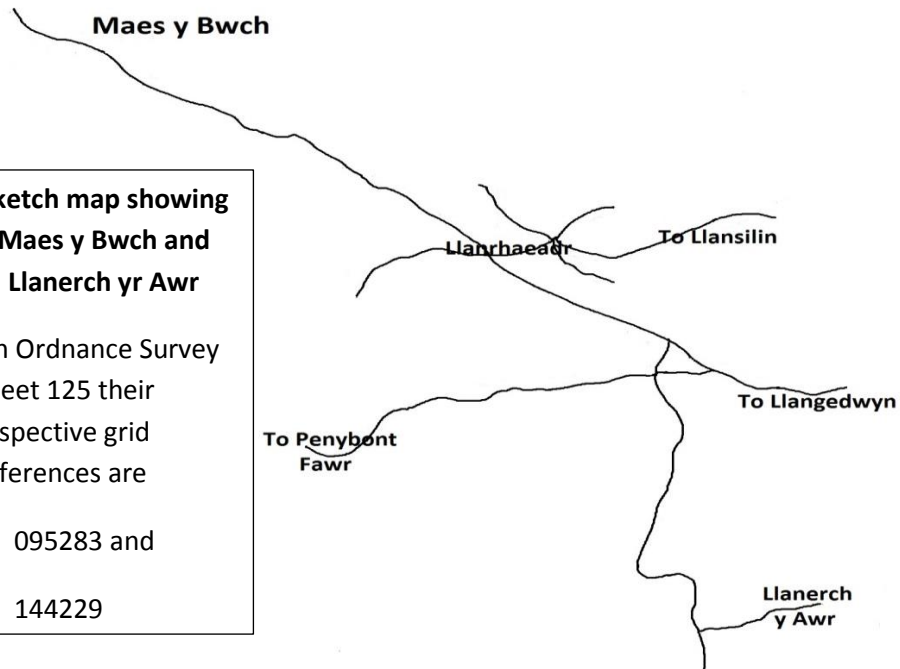 Maes y Bwch
ketch map showing
Maes y Bwch and
Llanerch yr Awr
n Ordnance Survey
eet 125 their
spective grid
ferences are
095283 and
144229
Llanrhaeadr
To Llansilin
To Llangedwyn
To Penybont
Fawr
Llanerch
y Awr